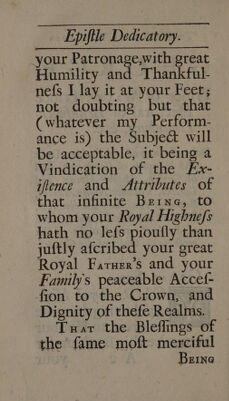 Epiſtle Dedicatory.
your Patronage,with great
Humility and Thankful-
neſs I lay it at your Feet;
not doubting but that
(whatever my Perform-
ance is) the Subject will
be acceptable, it being a
Vindication of the Ex-
iſtence and Attributes of
that infinite BEING, to
whom your Royal Highneſs
hath no leſs piouſly than
juſtly aſcribed your great
Royal FATHER's and your
Family's peaceable Acceſ-
ſion to the Crown, and
Dignity of theſe Realms.
THAT the Bleſſings of
the ſame moſt merciful
BEING